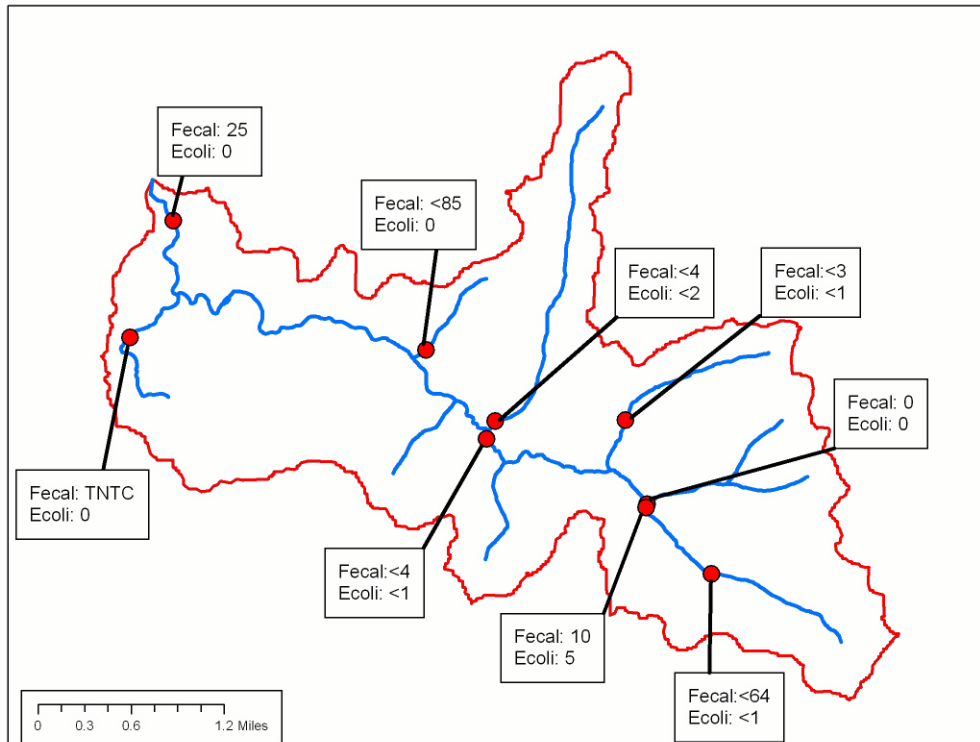 Fecal: 25
Ecoli: 0
Fecal: <85
Ecoli: 0
Fecal:<4
Ecoli: <2
Fecal:<3
Ecoli: <1
Fecal: 0
Ecoli: 0
Fecal: TNTC
Ecoli: 0
Fecal:<4
Ecoli: <1
Fecal: 10
Ecoli: 5
Fecal:<64
Ecoli: <1
0 0.3 0.6 1.2 Miles